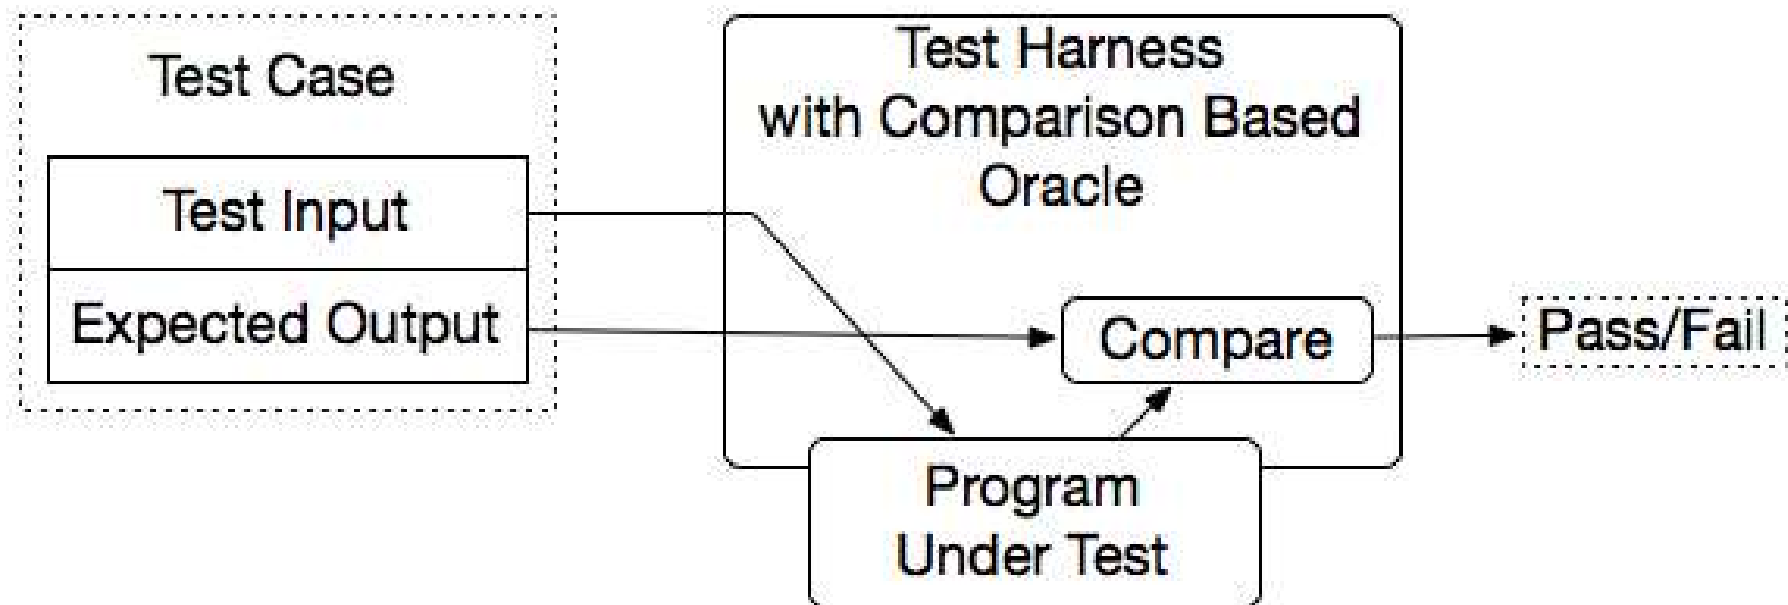 Test Case
Test Input
Expected Output
Test Harness
with Comparison Based
Oracle
Compare
Pass/Fail
Program
Under Test